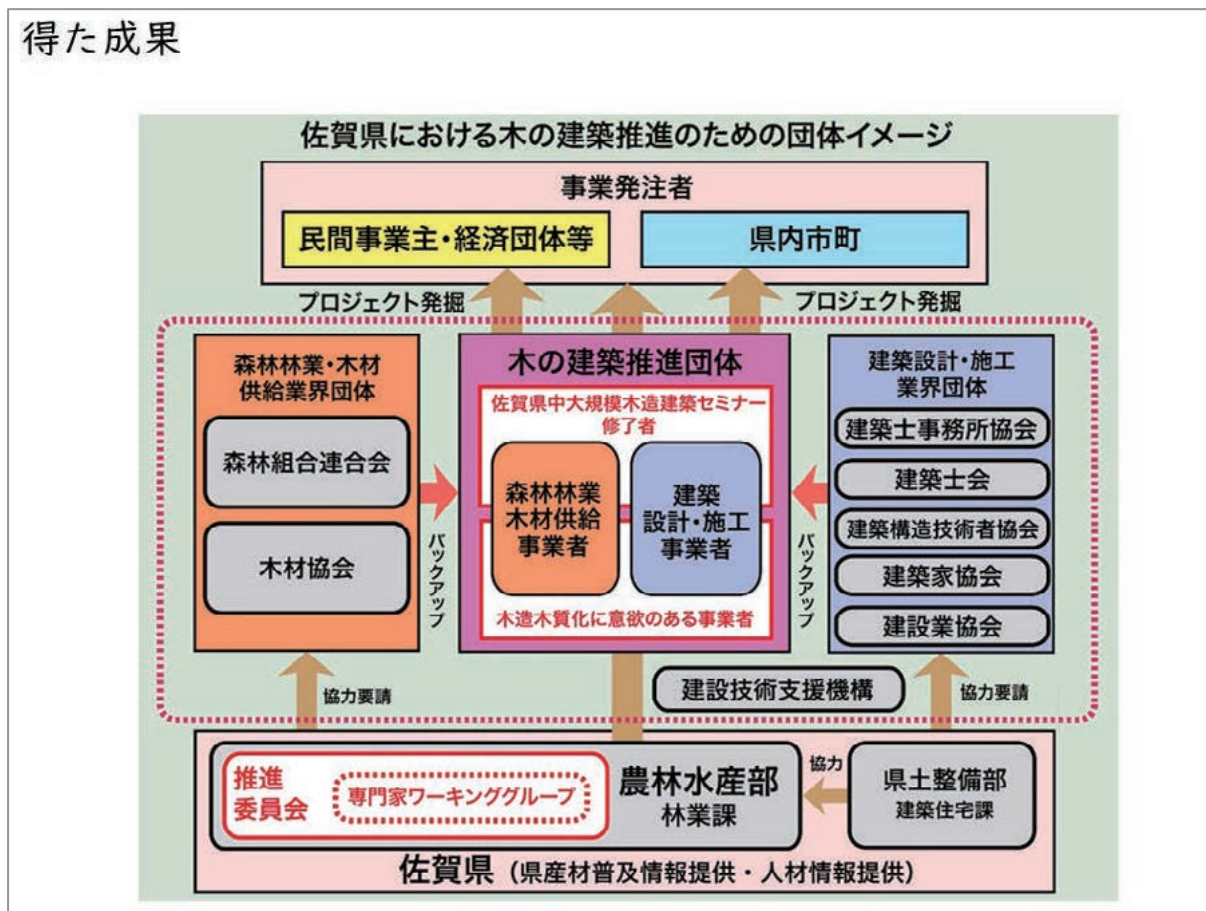 得た成果
佐賀県における木の建築推進のための団体イメージ
事業発注者
民間事業主・経済団体等
県内市町
プロジェクト発掘
プロジェクト発掘
森林林業・木材
供給業界団体
森林組合連合会
木材協会
バックアップ
木の建築推進団体
佐賀県中大規模木造建築セミナー
修了者
森林林業
木材供給
事業者
建築
設計・施工
事業者
木造木質化に意欲のある事業者
バックアップ
建築設計・施工
業界団体
建築士事務所協会
建築士会
建築構造技術者協会
建築家協会
建設業協会
協力要請
建設技術支援機構
協力要請
推進
委員会
専門家ワーキンググループ
農林水産部
林業課
協力
県土整備部
建築住宅課
佐賀県（県産材普及情報提供・人材情報提供）